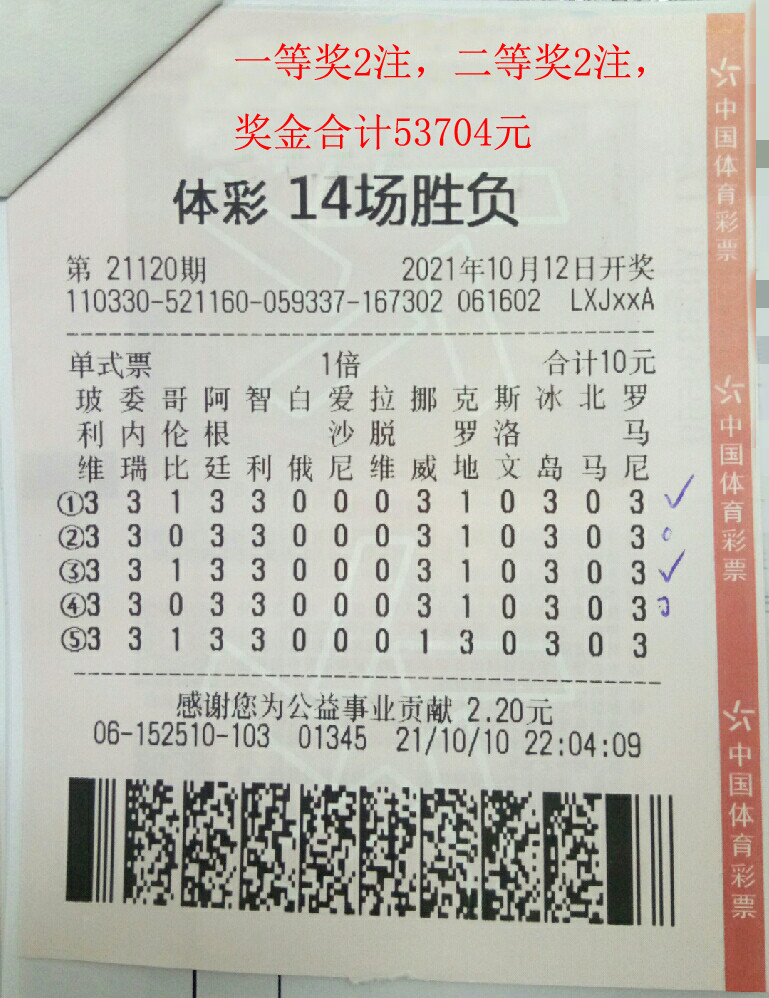 一等奖2注，二等奖2注，
奖金合计53704元
体彩 14场胜负
第 21120期 2021年10月12日开奖
110330-521160-059337-167302 061602 LXJxxA
单式票 1倍 合计10元
玻 委 哥 阿 智 白 爱 拉 挪 克 斯 冰 北 罗
利 内 伦 根 沙 脱 罗 洛 马
维 瑞 比 廷 利 俄 尼 维 威 地 文 岛 马 尼
①3 3 1 3 3 0 0 0 3 1 0 3 0 3 ✓
②3 3 0 3 3 0 0 0 3 1 0 3 0 3
③3 3 1 3 3 0 0 0 3 1 0 3 0 3 ✓
④3 3 0 3 3 0 0 0 3 1 0 3 0 3
⑤3 3 1 3 3 0 0 0 1 3 0 3 0 3
感谢您为公益事业贡献 2.20元
06-152510-103 01345 21/10/10 22:04:09
中国体育彩票
中国体育彩票
中国体育彩票